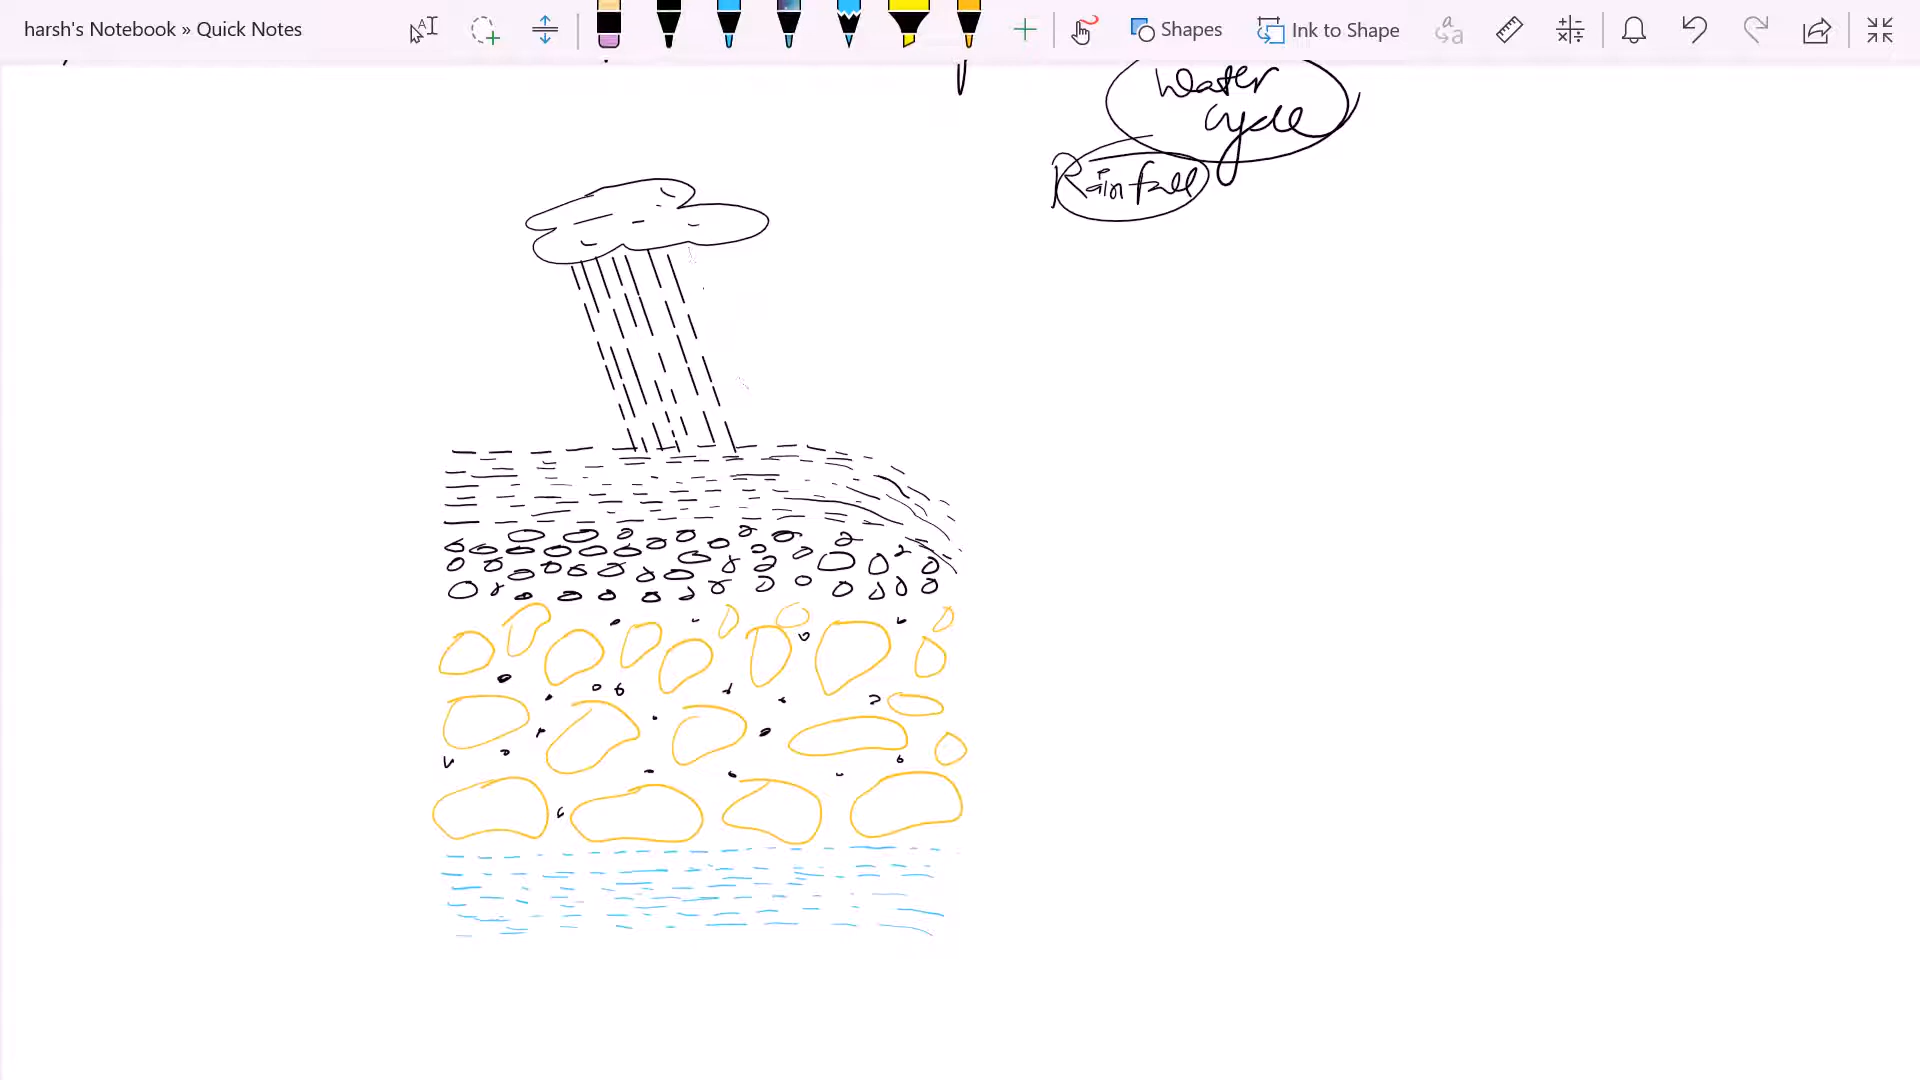 harsh's Notebook » Quick Notes
Shapes
Ink to Shape
Water
cycle
Rainfall